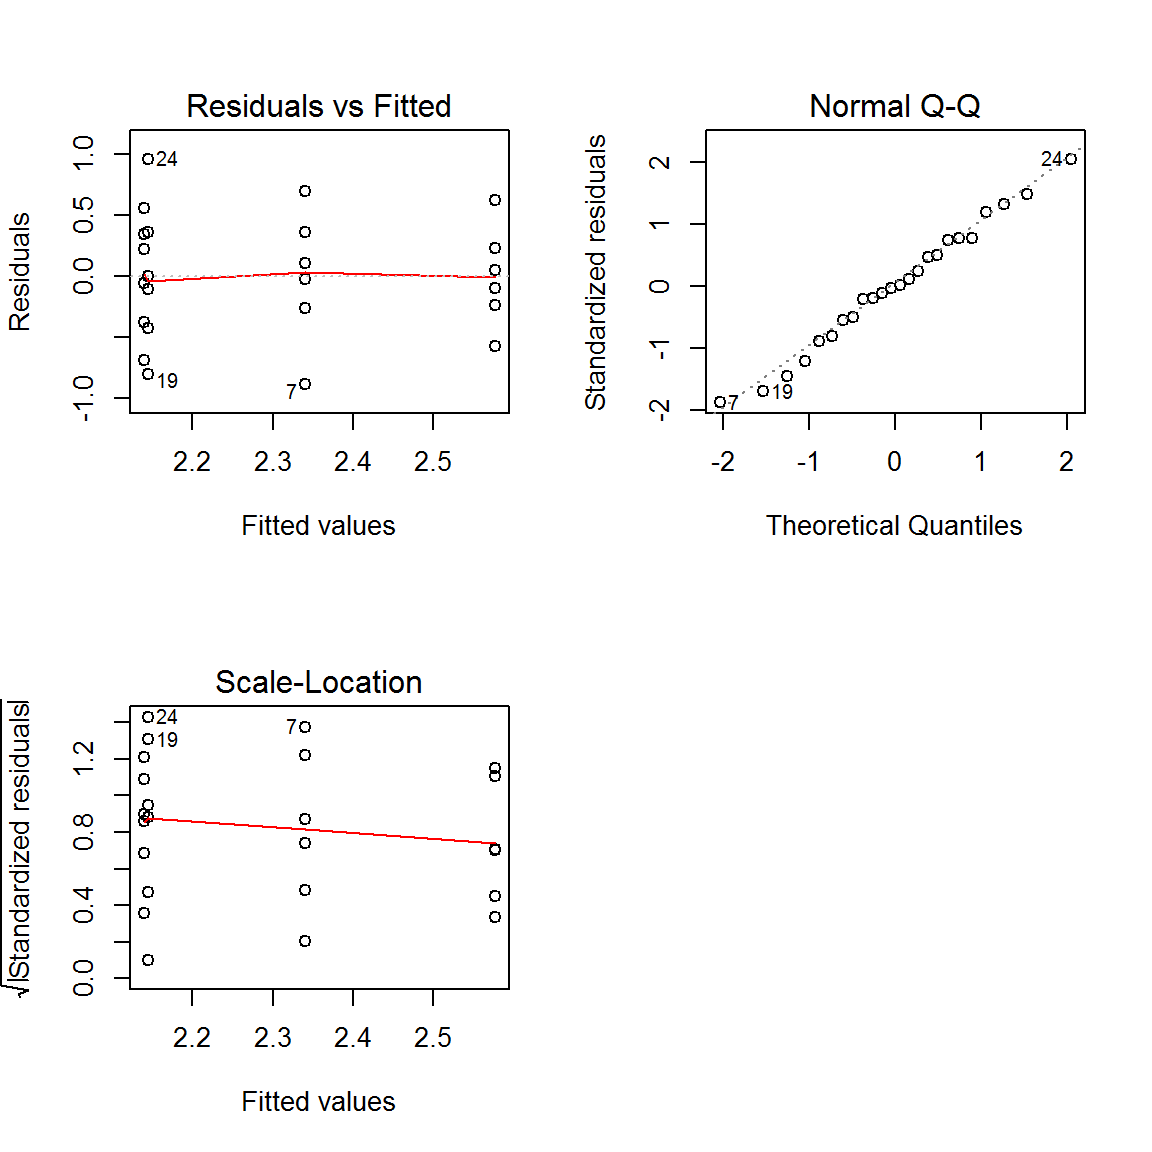 Residuals vs Fitted
Residuals
1.0
0.5
0.0
-1.0
24
19
7
2.2 2.3 2.4 2.5
Fitted values
Normal Q-Q
Standardized residuals
2
1
0
-1
-2
24
7
19
-2 -1 0 1 2
Theoretical Quantiles
Scale-Location
√|Standardized residuals|
1.2
0.8
0.4
0.0
24
19
7
2.2 2.3 2.4 2.5
Fitted values